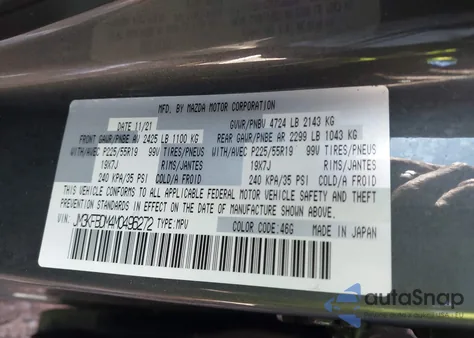 MFD. BY MAZDA MOTOR CORPORATION
DATE 11/21 GVWR/PNBV 4724 LB 2143 KG
FRONT GAWR/PNBE AV 2425 LB 1100 KG REAR GAWR/PNBE AR 2299 LB 1043 KG
WITH/AVEC P225/55R19 99V TIRES/PNEUS WITH/AVEC P225/55R19 99V TIRES/PNEUS
19X7J RIMS/JANTES 19X7J RIMS/JANTES
240 KPA/35 PSI COLD/A FROID 240 KPA/35 PSI COLD/A FROID
THIS VEHICLE CONFORMS TO ALL APPLICABLE FEDERAL MOTOR VEHICLE SAFETY AND THEFT
PREVENTION STANDARDS IN EFFECT ON THE DATE OF MANUFACTURE SHOWN ABOVE.
VIN: JM3KFBDM4M0496272 TYPE:MPV COLOR CODE:46G MADE IN JAPAN
autoSnap